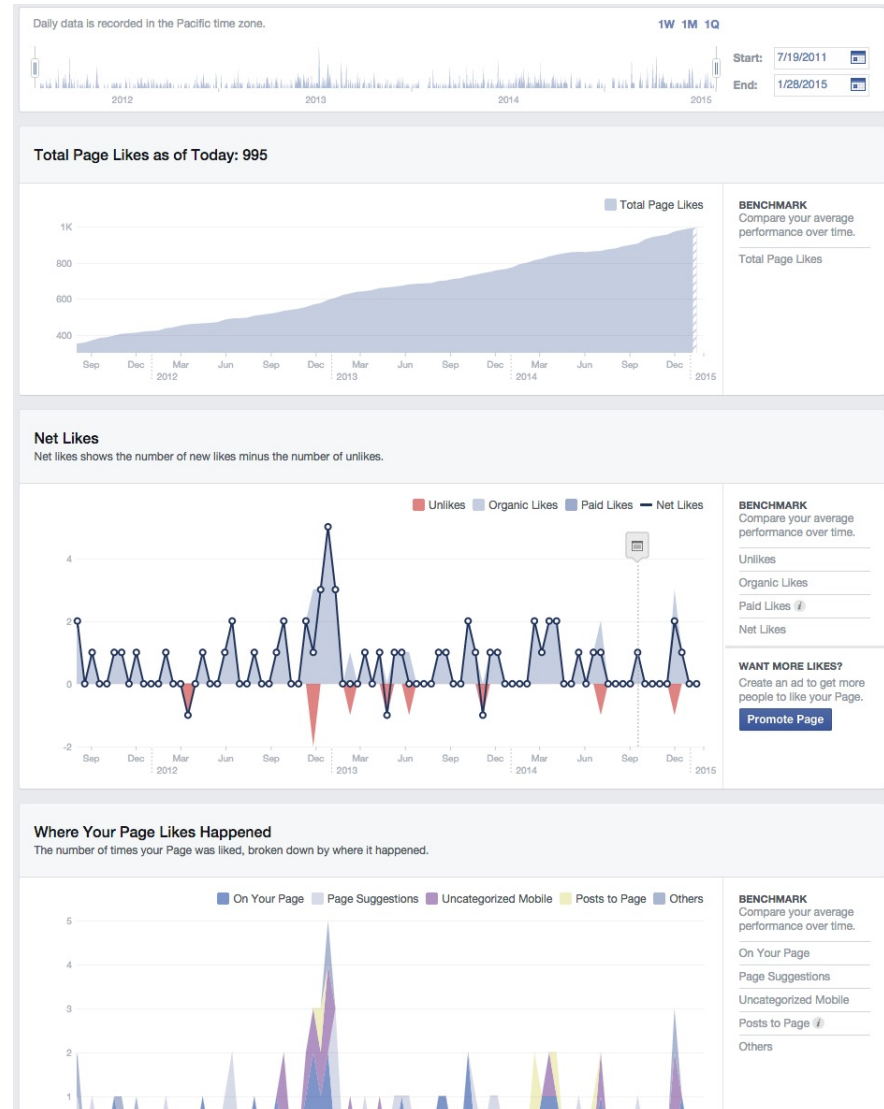 Daily data is recorded in the Pacific time zone.
1W 1M 1Q
Start: 7/19/2011
End: 1/28/2015
2012 2013 2014 2015
Total Page Likes as of Today: 995
Total Page Likes
1K
800
600
400
Sep Dec Mar Jun Sep Dec Mar Jun Sep Dec Mar Jun Sep Dec
2012 2013 2014 2015
BENCHMARK
Compare your average
performance over time.
Total Page Likes
Net Likes
Net likes shows the number of new likes minus the number of unlikes.
Unlikes Organic Likes Paid Likes Net Likes
4
2
0
-2
Sep Dec Mar Jun Sep Dec Mar Jun Sep Dec Mar Jun Sep Dec
2012 2013 2014 2015
BENCHMARK
Compare your average
performance over time.
Unlikes
Organic Likes
Paid Likes i
Net Likes
WANT MORE LIKES?
Create an ad to get more
people to like your Page.
Promote Page
Where Your Page Likes Happened
The number of times your Page was liked, broken down by where it happened.
On Your Page Page Suggestions Uncategorized Mobile Posts to Page Others
5
4
3
2
1
BENCHMARK
Compare your average
performance over time.
On Your Page
Page Suggestions
Uncategorized Mobile
Posts to Page i
Others